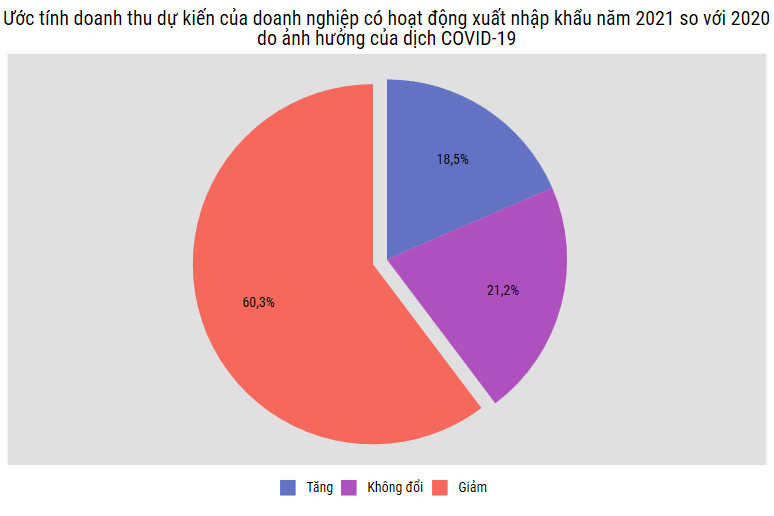 Ước tính doanh thu dự kiến của doanh nghiệp có hoạt động xuất nhập khẩu năm 2021 so với 2020
do ảnh hưởng của dịch COVID-19
18,5%
21,2%
60,3%
Tăng Không đổi Giảm